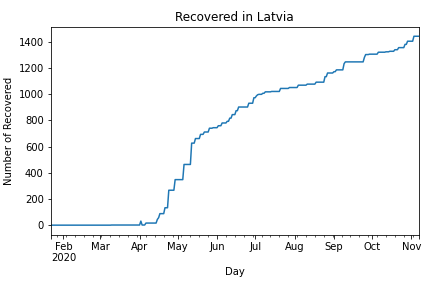 Recovered in Latvia
Number of Recovered
1400
1200
1000
800
600
400
200
0
Feb Mar Apr May Jun Jul Aug Sep Oct Nov
2020
Day